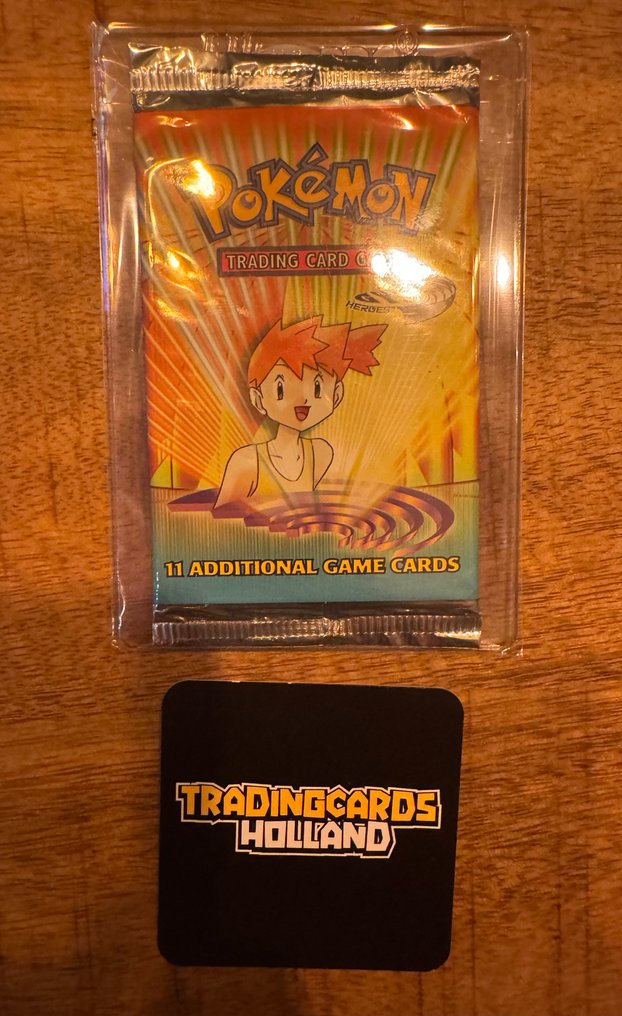 POKéMON
TRADING CARD
11 ADDITIONAL GAME CARDS
TRADINGCARDS
HOLLAND